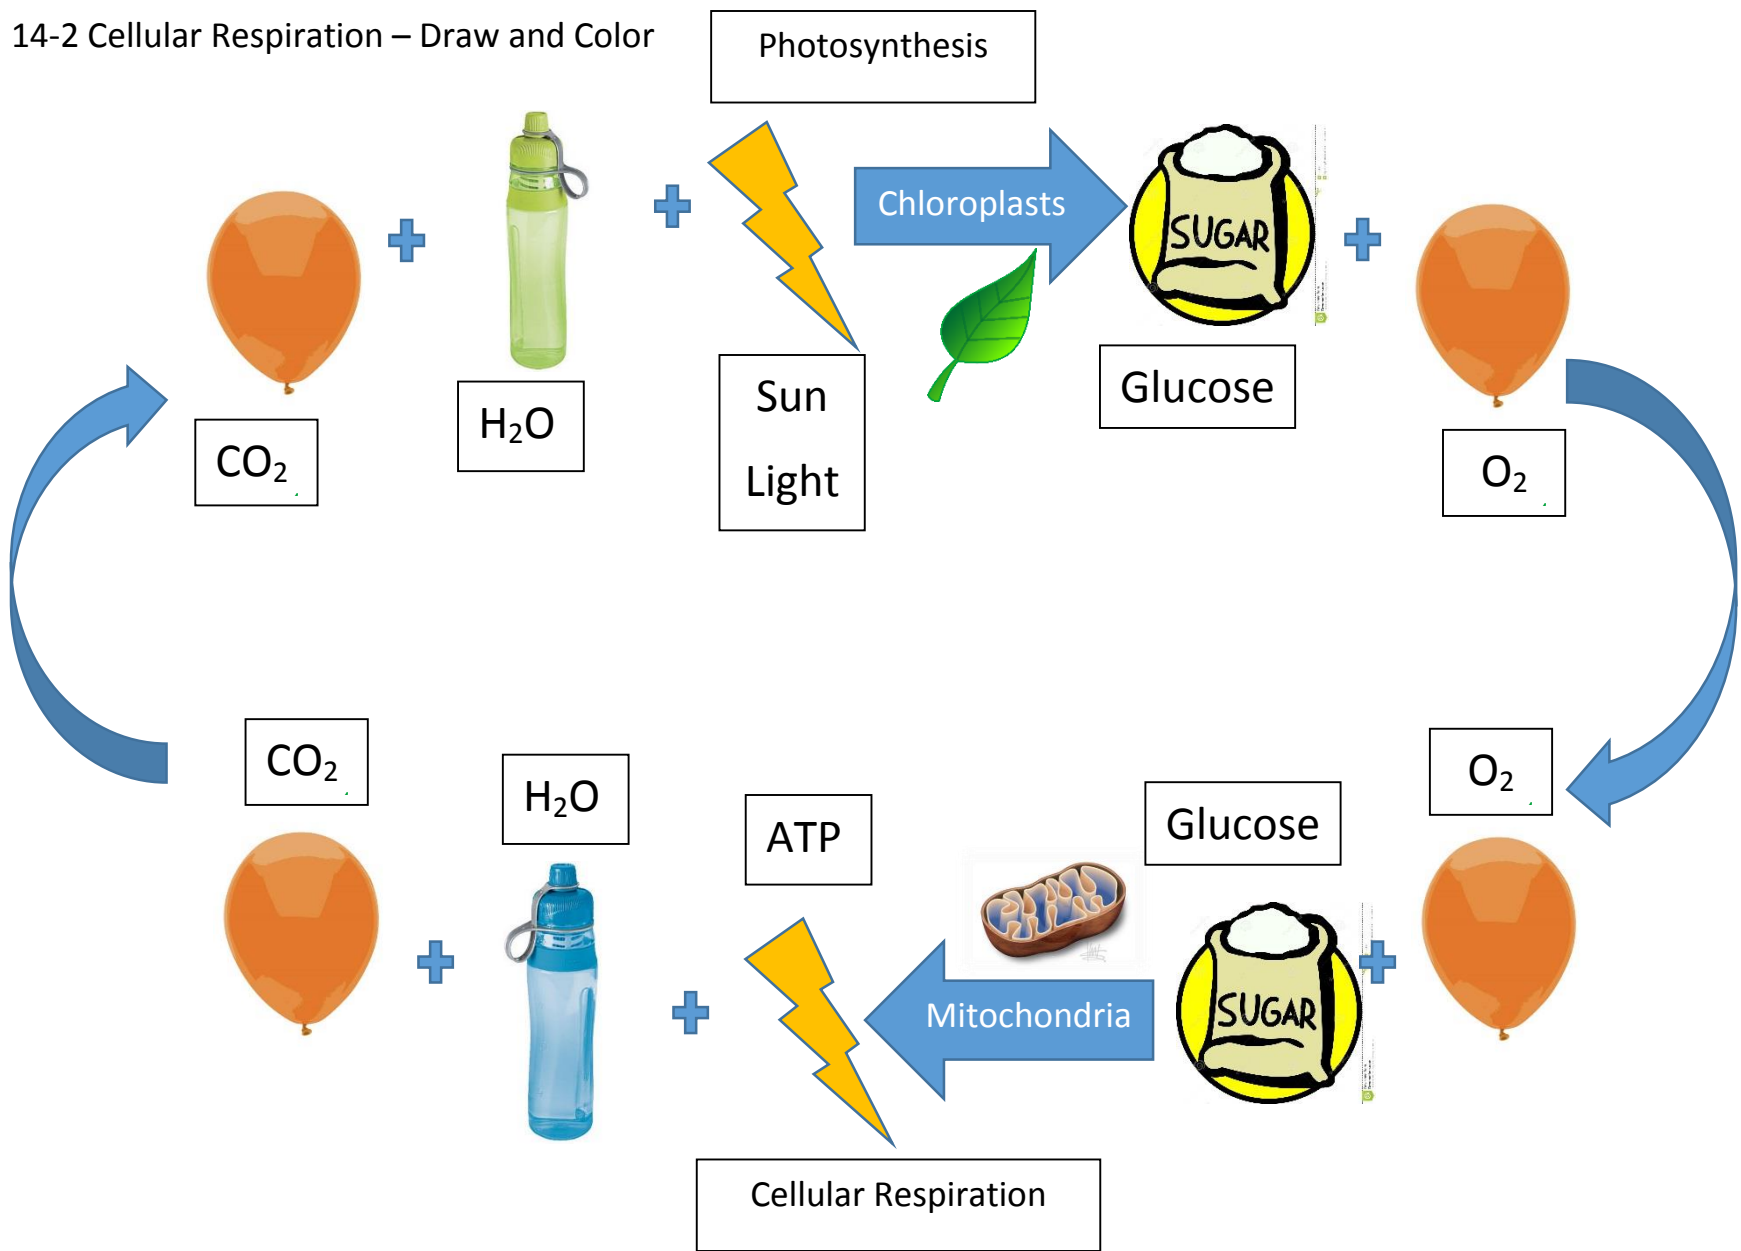 14-2 Cellular Respiration – Draw and Color
Photosynthesis
Chloroplasts
SUGAR
CO₂
H₂O
Sun
Light
Glucose
O₂
CO₂
H₂O
ATP
Glucose
O₂
Mitochondria
SUGAR
Cellular Respiration